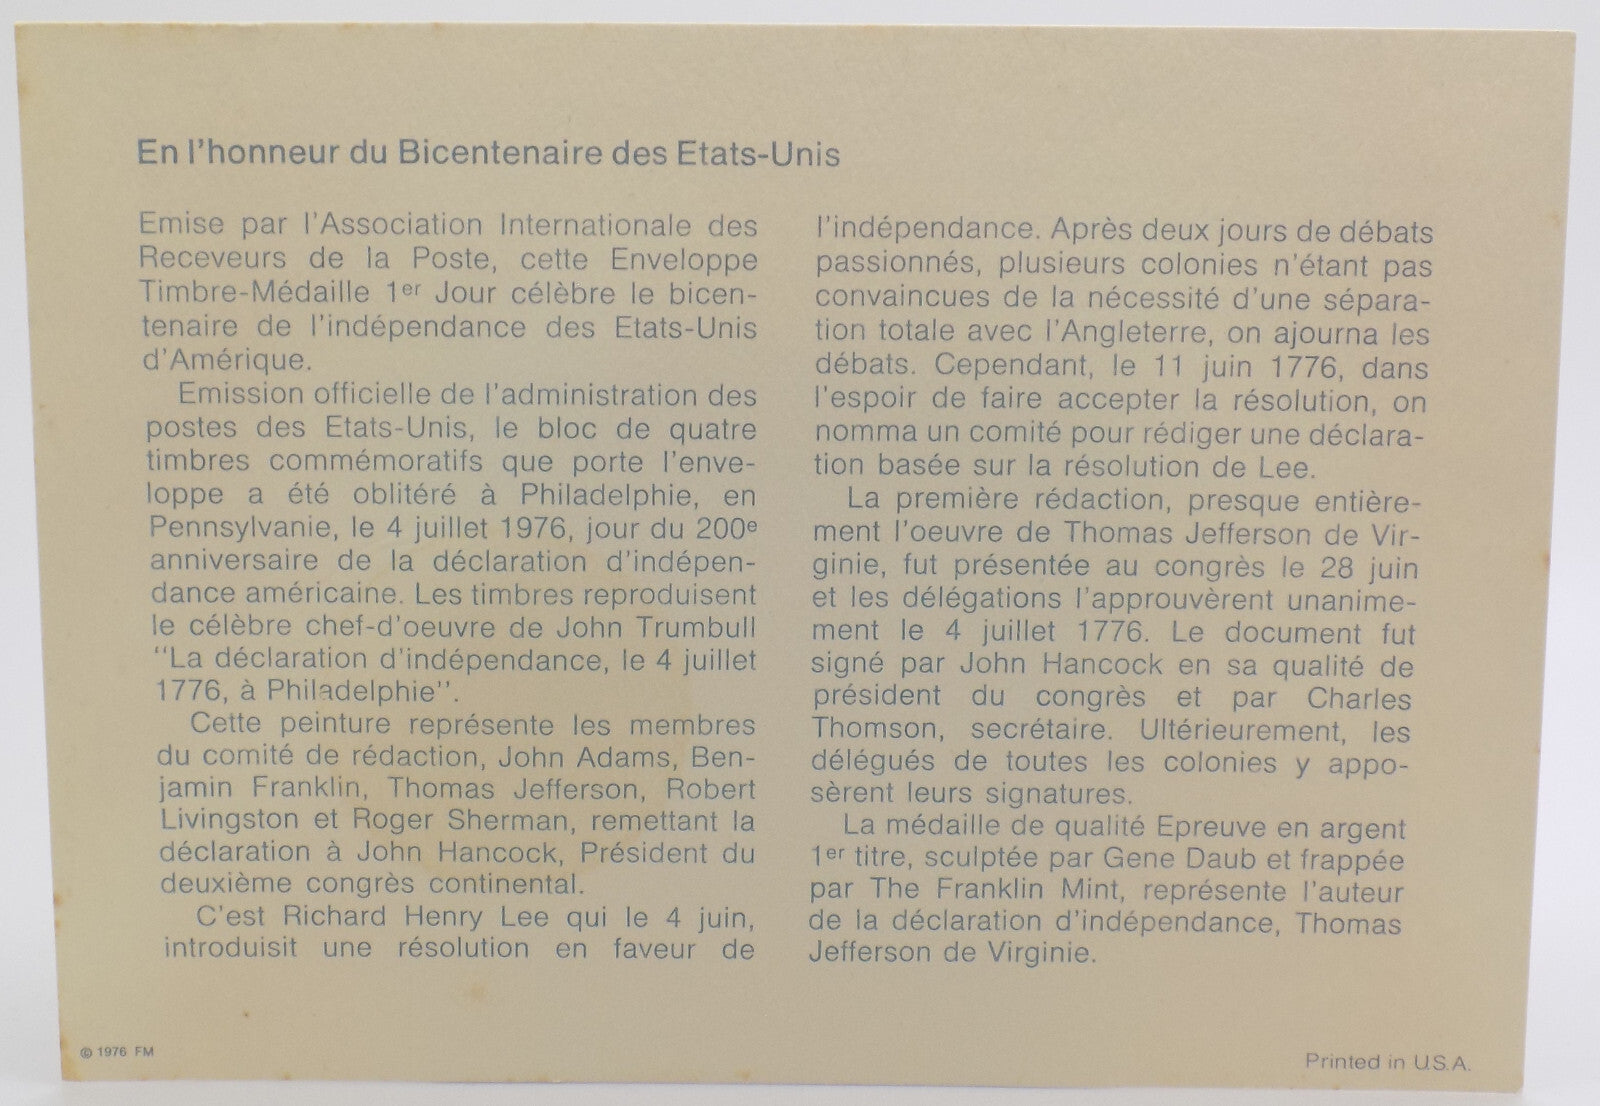 En l'honneur du Bicentenaire des Etats-Unis
Emise par l'Association Internationale des
Receveurs de la Poste, cette Enveloppe
Timbre-Médaille 1er Jour célèbre le bicen-
tenaire de l'indépendance des Etats-Unis
d'Amérique.
Emission officielle de l'administration des
postes des Etats-Unis, le bloc de quatre
timbres commémoratifs que porte l'enve-
loppe a été oblitéré à Philadelphie, en
Pennsylvanie, le 4 juillet 1976, jour du 200e
anniversaire de la déclaration d'indépen-
dance américaine. Les timbres reproduisent
le célèbre chef-d'oeuvre de John Trumbull
"La déclaration d'indépendance, le 4 juillet
1776, à Philadelphie".
Cette peinture représente les membres
du comité de rédaction, John Adams, Ben-
jamin Franklin, Thomas Jefferson, Robert
Livingston et Roger Sherman, remettant la
déclaration à John Hancock, Président du
deuxième congrès continental.
C'est Richard Henry Lee qui le 4 juin,
introduisit une résolution en faveur de
l'indépendance. Après deux jours de débats
passionnés, plusieurs colonies n'étant pas
convaincues de la nécessité d'une sépara-
tion totale avec l'Angleterre, on ajourna les
débats. Cependant, le 11 juin 1776, dans
l'espoir de faire accepter la résolution, on
nomma un comité pour rédiger une déclara-
tion basée sur la résolution de Lee.
La première rédaction, presque entière-
ment l'oeuvre de Thomas Jefferson de Vir-
ginie, fut présentée au congrès le 28 juin
et les délégations l'approuvèrent unanime-
ment le 4 juillet 1776. Le document fut
signé par John Hancock en sa qualité de
président du congrès et par Charles
Thomson, secrétaire. Ultérieurement, les
délégués de toutes les colonies y appo-
sèrent leurs signatures.
La médaille de qualité Epreuve en argent
1er titre, sculptée par Gene Daub et frappée
par The Franklin Mint, représente l'auteur
de la déclaration d'indépendance, Thomas
Jefferson de Virginie.
© 1976 FM
Printed in U.S.A.